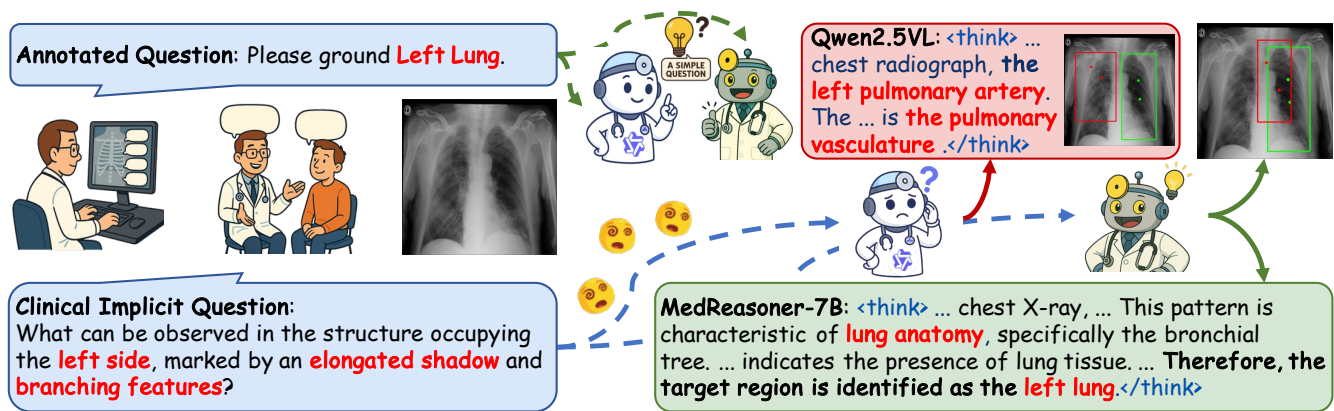 Annotated Question: Please ground Left Lung.
?
A SIMPLE
QUESTION
Qwen2.5VL: <think> ...
chest radiograph, the
left pulmonary artery.
The ... is the pulmonary
vasculature .</think>
?
Clinical Implicit Question:
What can be observed in the structure occupying
the left side, marked by an elongated shadow and
branching features?
MedReasoner-7B: <think> ... chest X-ray, ... This pattern is
characteristic of lung anatomy, specifically the bronchial
tree. ... indicates the presence of lung tissue. ... Therefore, the
target region is identified as the left lung.</think>